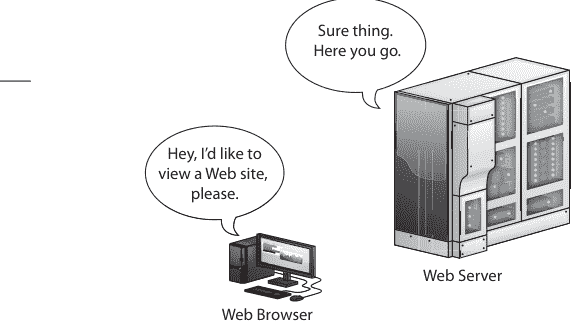 Sure thing.
Here you go.
Hey, I'd like to
view a Web site,
please.
Web Server
Web Browser